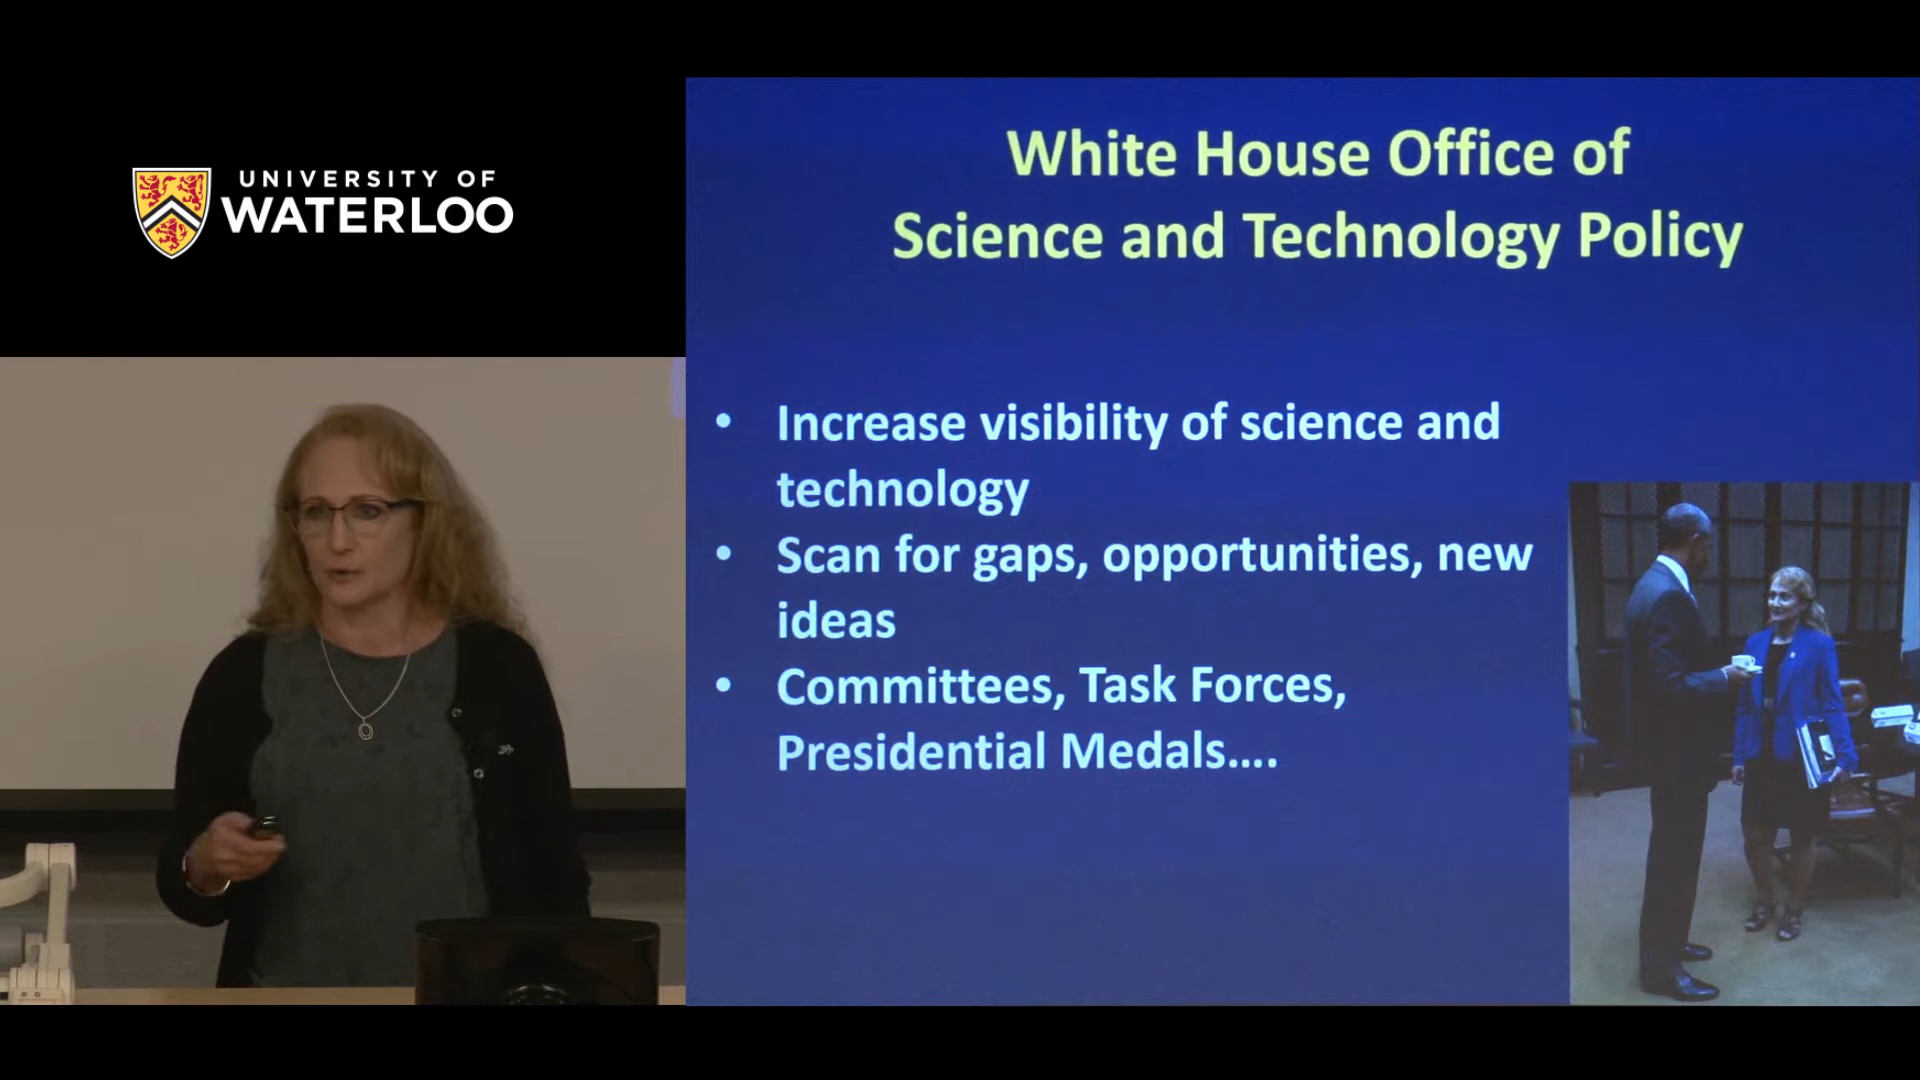 UNIVERSITY OF
WATERLOO
White House Office of
Science and Technology Policy
• Increase visibility of science and
technology
• Scan for gaps, opportunities, new
ideas
• Committees, Task Forces,
Presidential Medals....